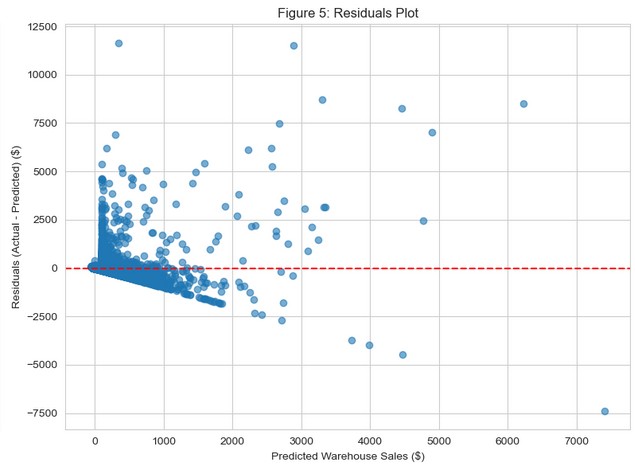 Figure 5: Residuals Plot
Residuals (Actual - Predicted) ($)
12500
10000
7500
5000
2500
0
−2500
−5000
−7500
0 1000 2000 3000 4000 5000 6000 7000
Predicted Warehouse Sales ($)